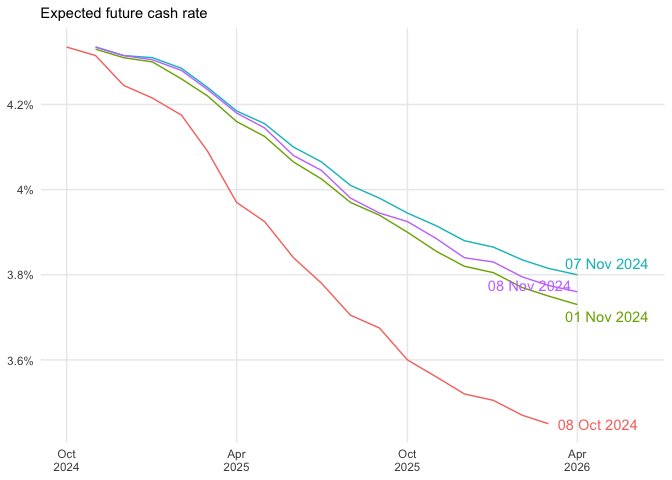 Expected future cash rate
4.2%
4%
3.8%
3.6%
07 Nov 2024
08 Nov 2024
01 Nov 2024
08 Oct 2024
Oct
2024
Apr
2025
Oct
2025
Apr
2026